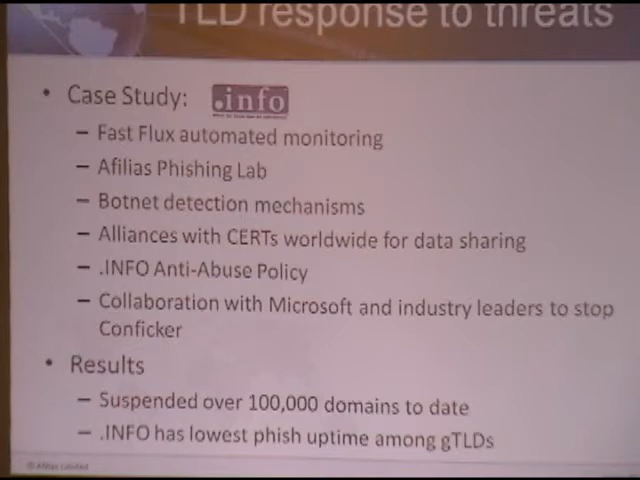 TLD response to threats
• Case Study: .info
– Fast Flux automated monitoring
– Afilias Phishing Lab
– Botnet detection mechanisms
– Alliances with CERTs worldwide for data sharing
– .INFO Anti-Abuse Policy
– Collaboration with Microsoft and industry leaders to stop
Conficker
• Results
– Suspended over 100,000 domains to date
– .INFO has lowest phish uptime among gTLDs
© Afilias Limited